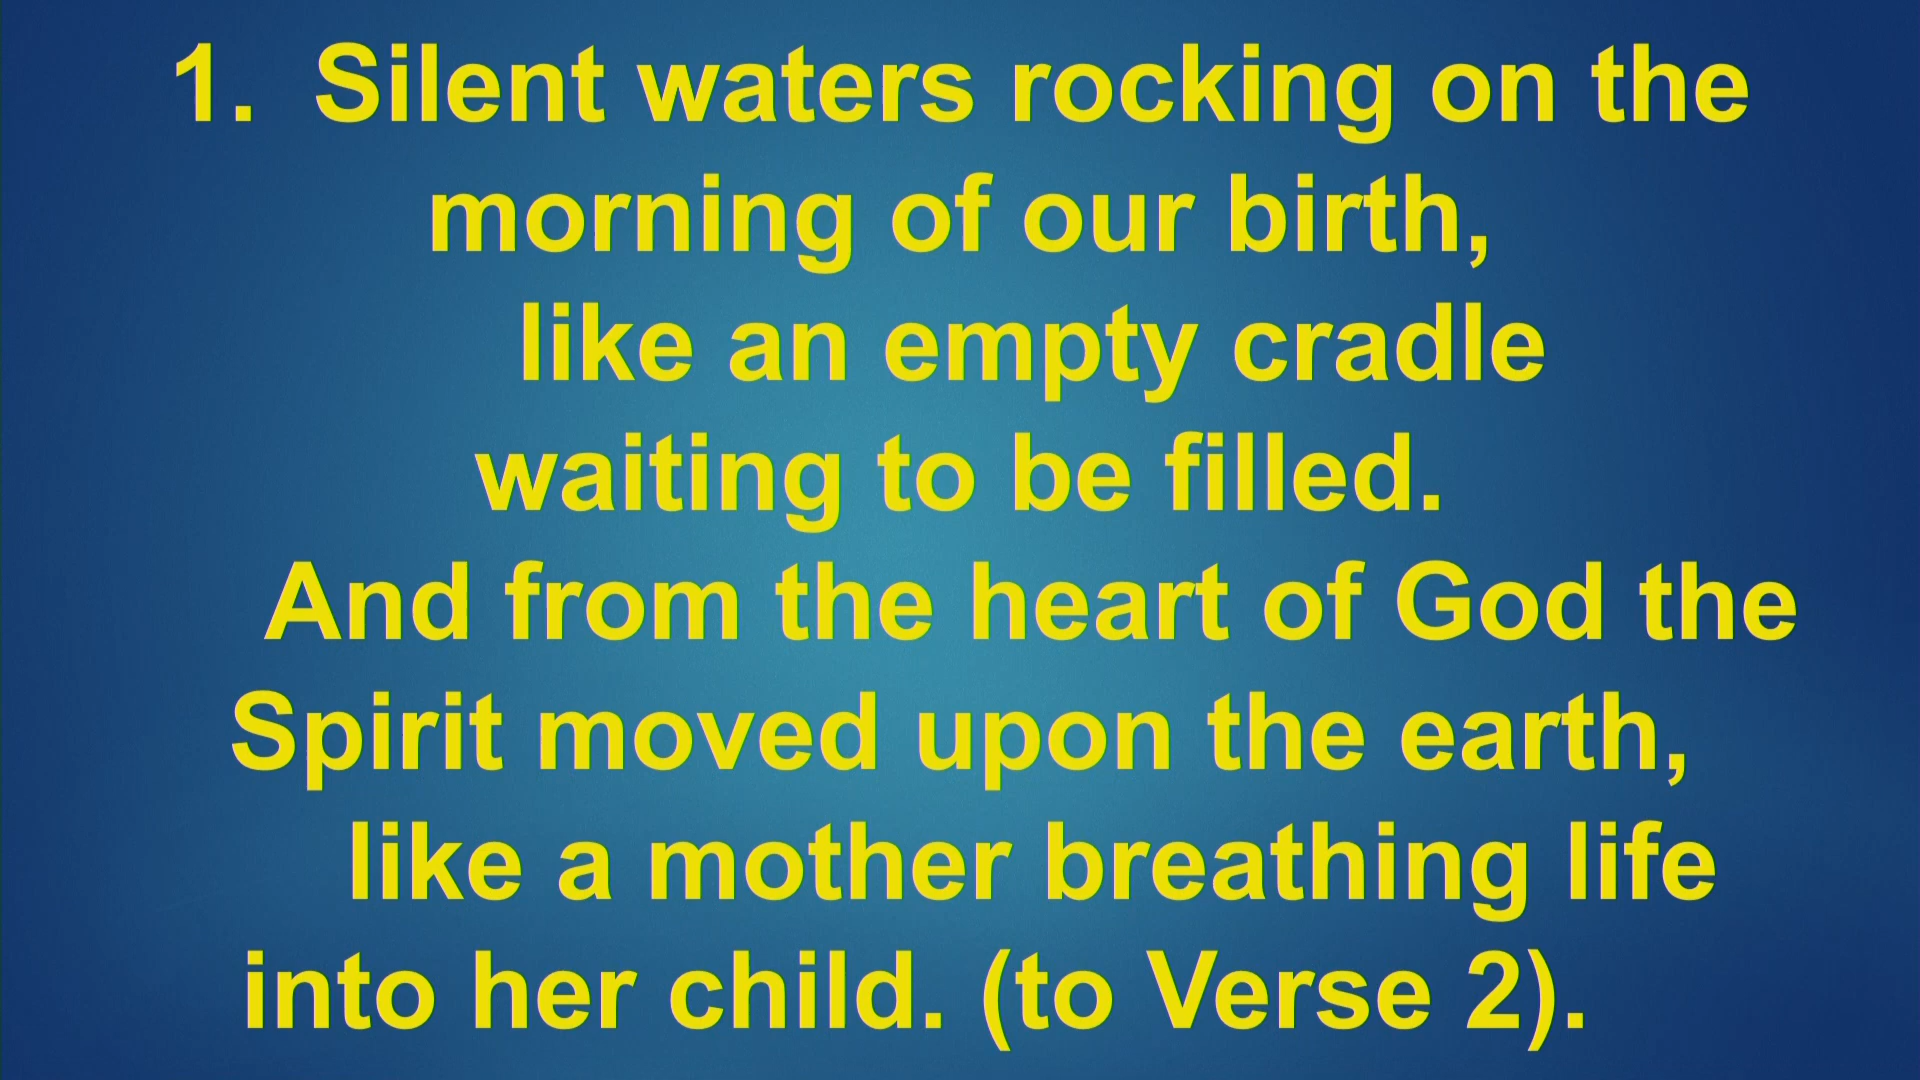 1. Silent waters rocking on the
morning of our birth,
like an empty cradle
waiting to be filled.
And from the heart of God the
Spirit moved upon the earth,
like a mother breathing life
into her child. (to Verse 2).